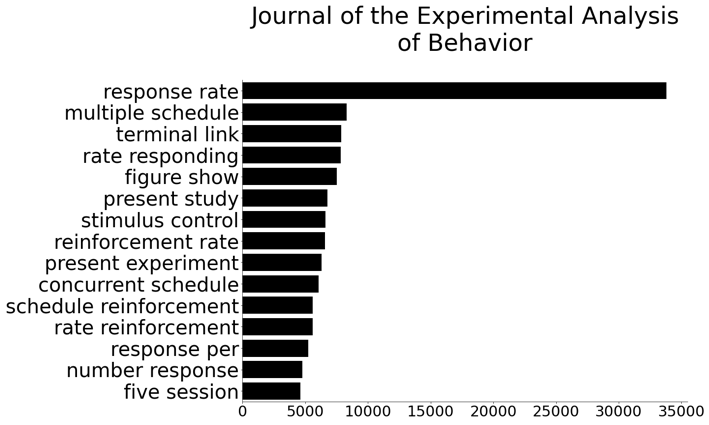 Journal of the Experimental Analysis
of Behavior
response rate
multiple schedule
terminal link
rate responding
figure show
present study
stimulus control
reinforcement rate
present experiment
concurrent schedule
schedule reinforcement
rate reinforcement
response per
number response
five session
0 5000 10000 15000 20000 25000 30000 35000